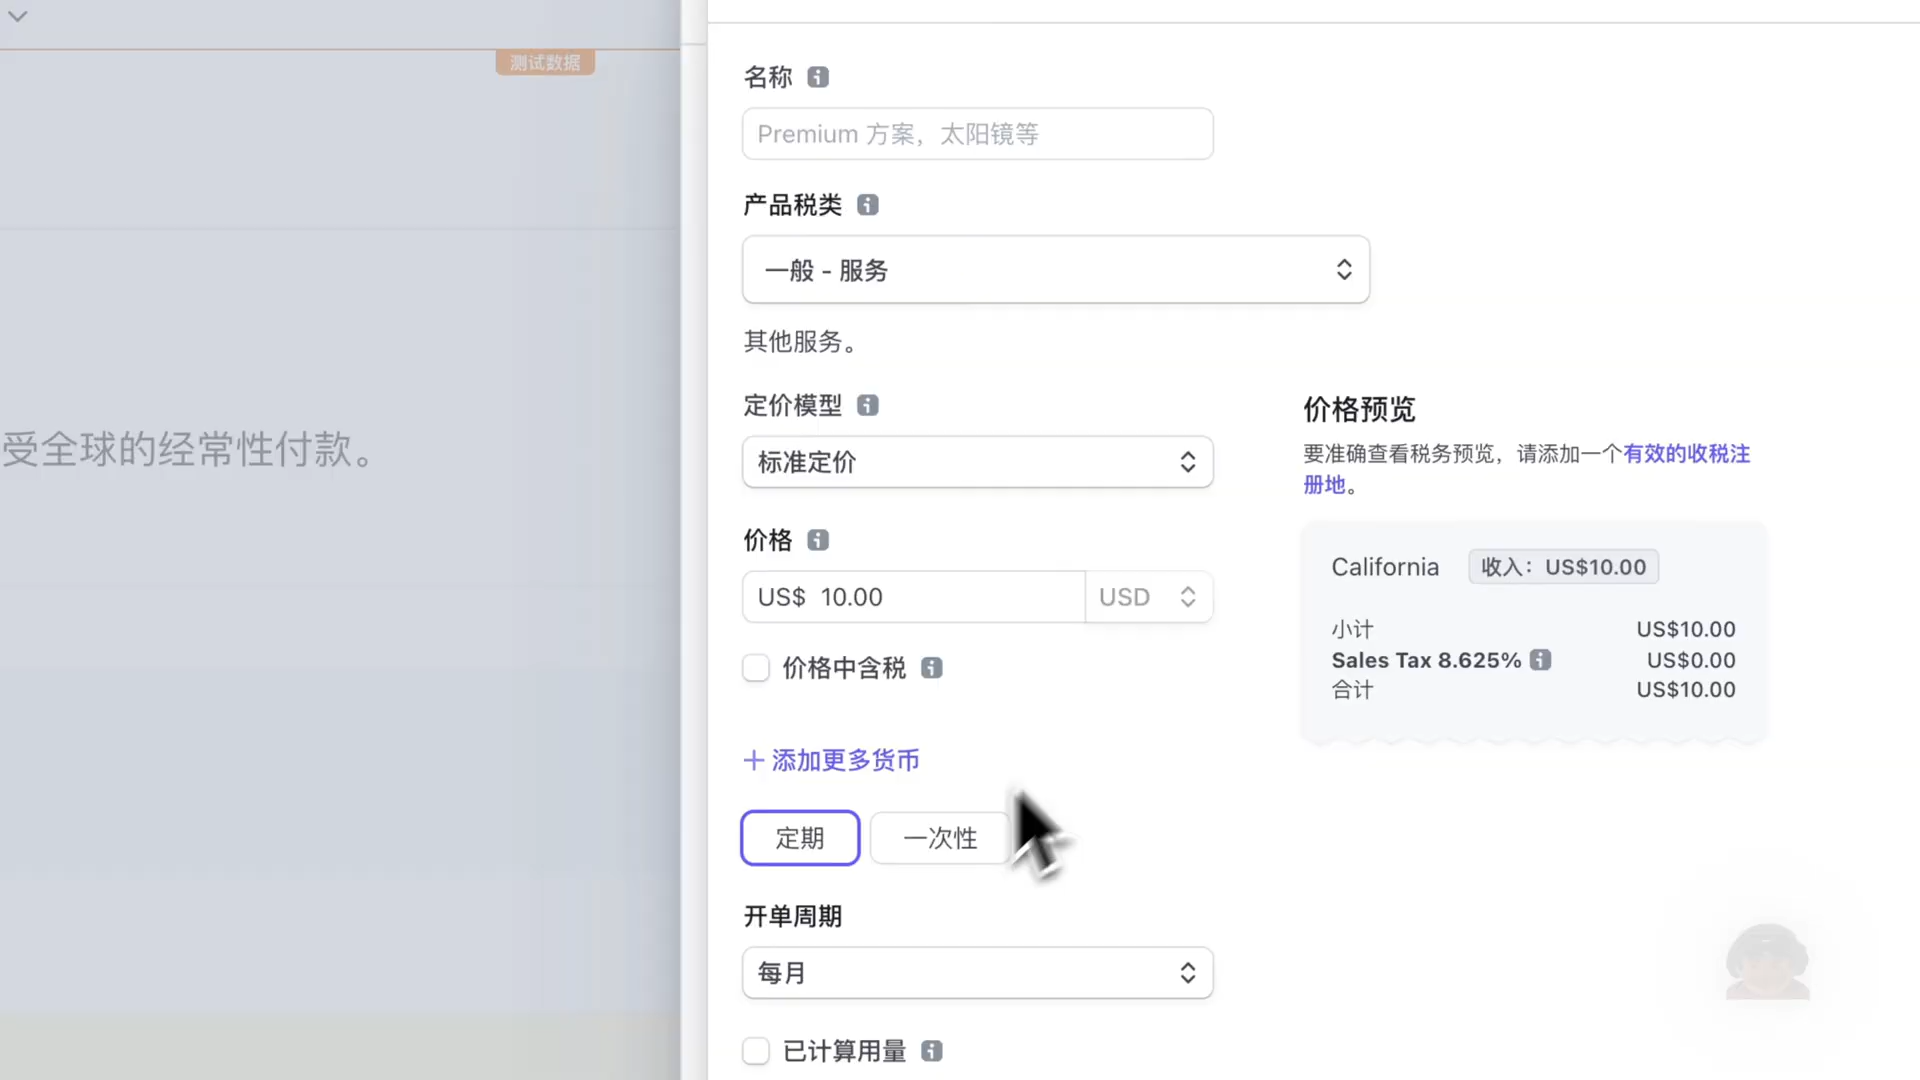 测试数据
受全球的经常性付款。
名称
Premium 方案，太阳镜等
产品税类
一般 - 服务
其他服务。
定价模型
标准定价
价格
US$ 10.00 USD
价格中含税
添加更多货币
定期 一次性
开单周期
每月
已计算用量
价格预览
要准确查看税务预览，请添加一个有效的收税注
册地。
California 收入：US$10.00
小计 US$10.00
Sales Tax 8.625% US$0.00
合计 US$10.00